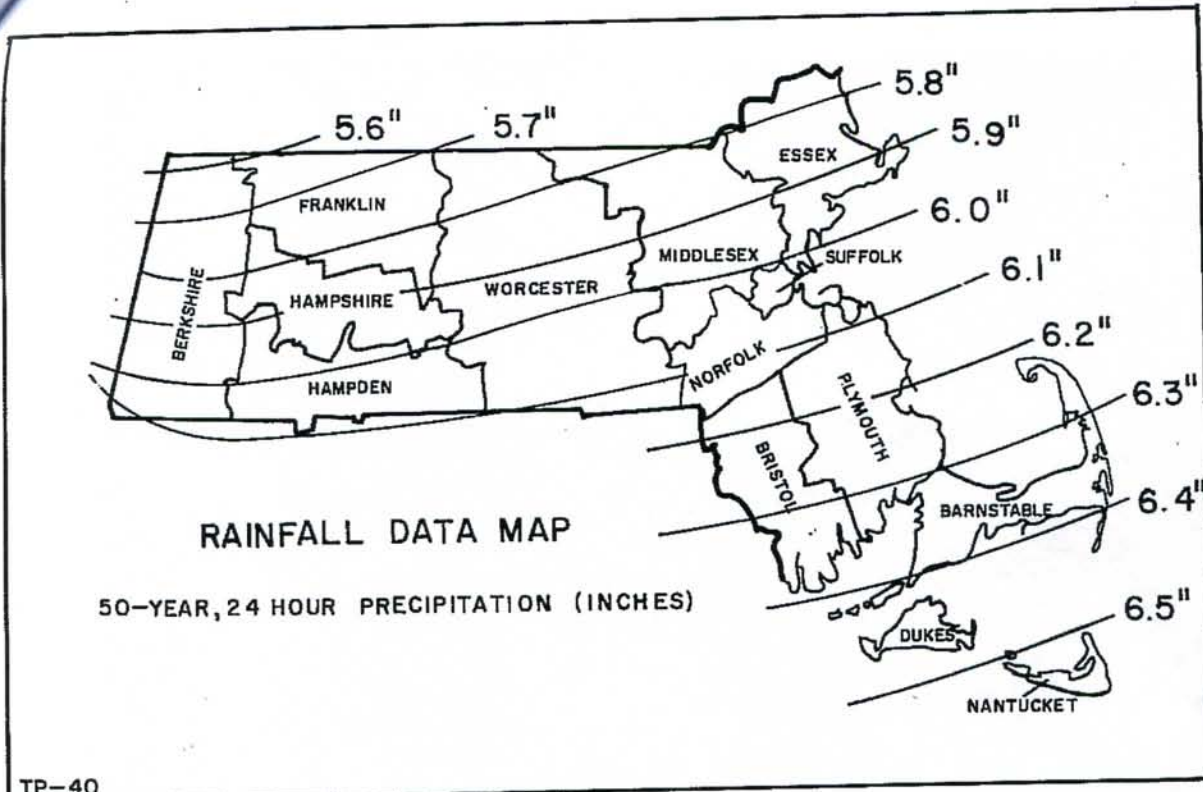 5.8"
5.6"
5.7"
5.9"
ESSEX
FRANKLIN
6.0"
MIDDLESEX
SUFFOLK
6.1"
BERKSHIRE
HAMPSHIRE
WORCESTER
6.2"
NORFOLK
HAMPDEN
PLYMOUTH
6.3"
BRISTOL
6.4"
BARNSTABLE
RAINFALL DATA MAP
50-YEAR, 24 HOUR PRECIPITATION (INCHES)
6.5"
DUKES
NANTUCKET
TP-40